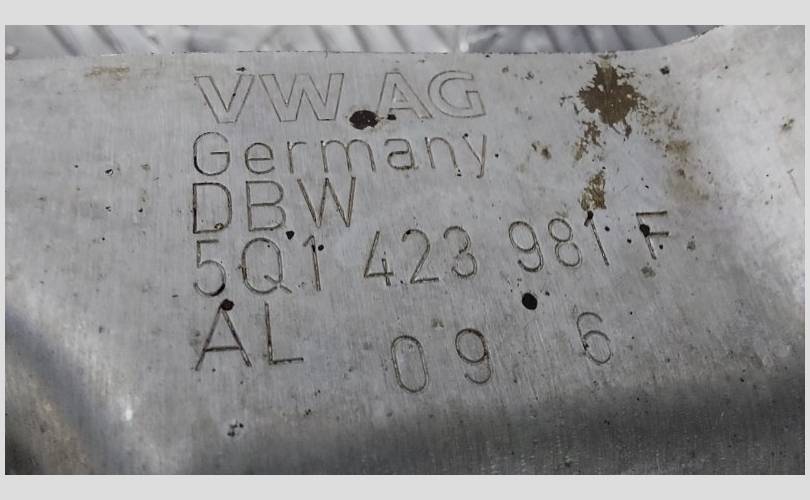 VW AG
Germany
DBW
5Q1 423 981 F
AL 09 6